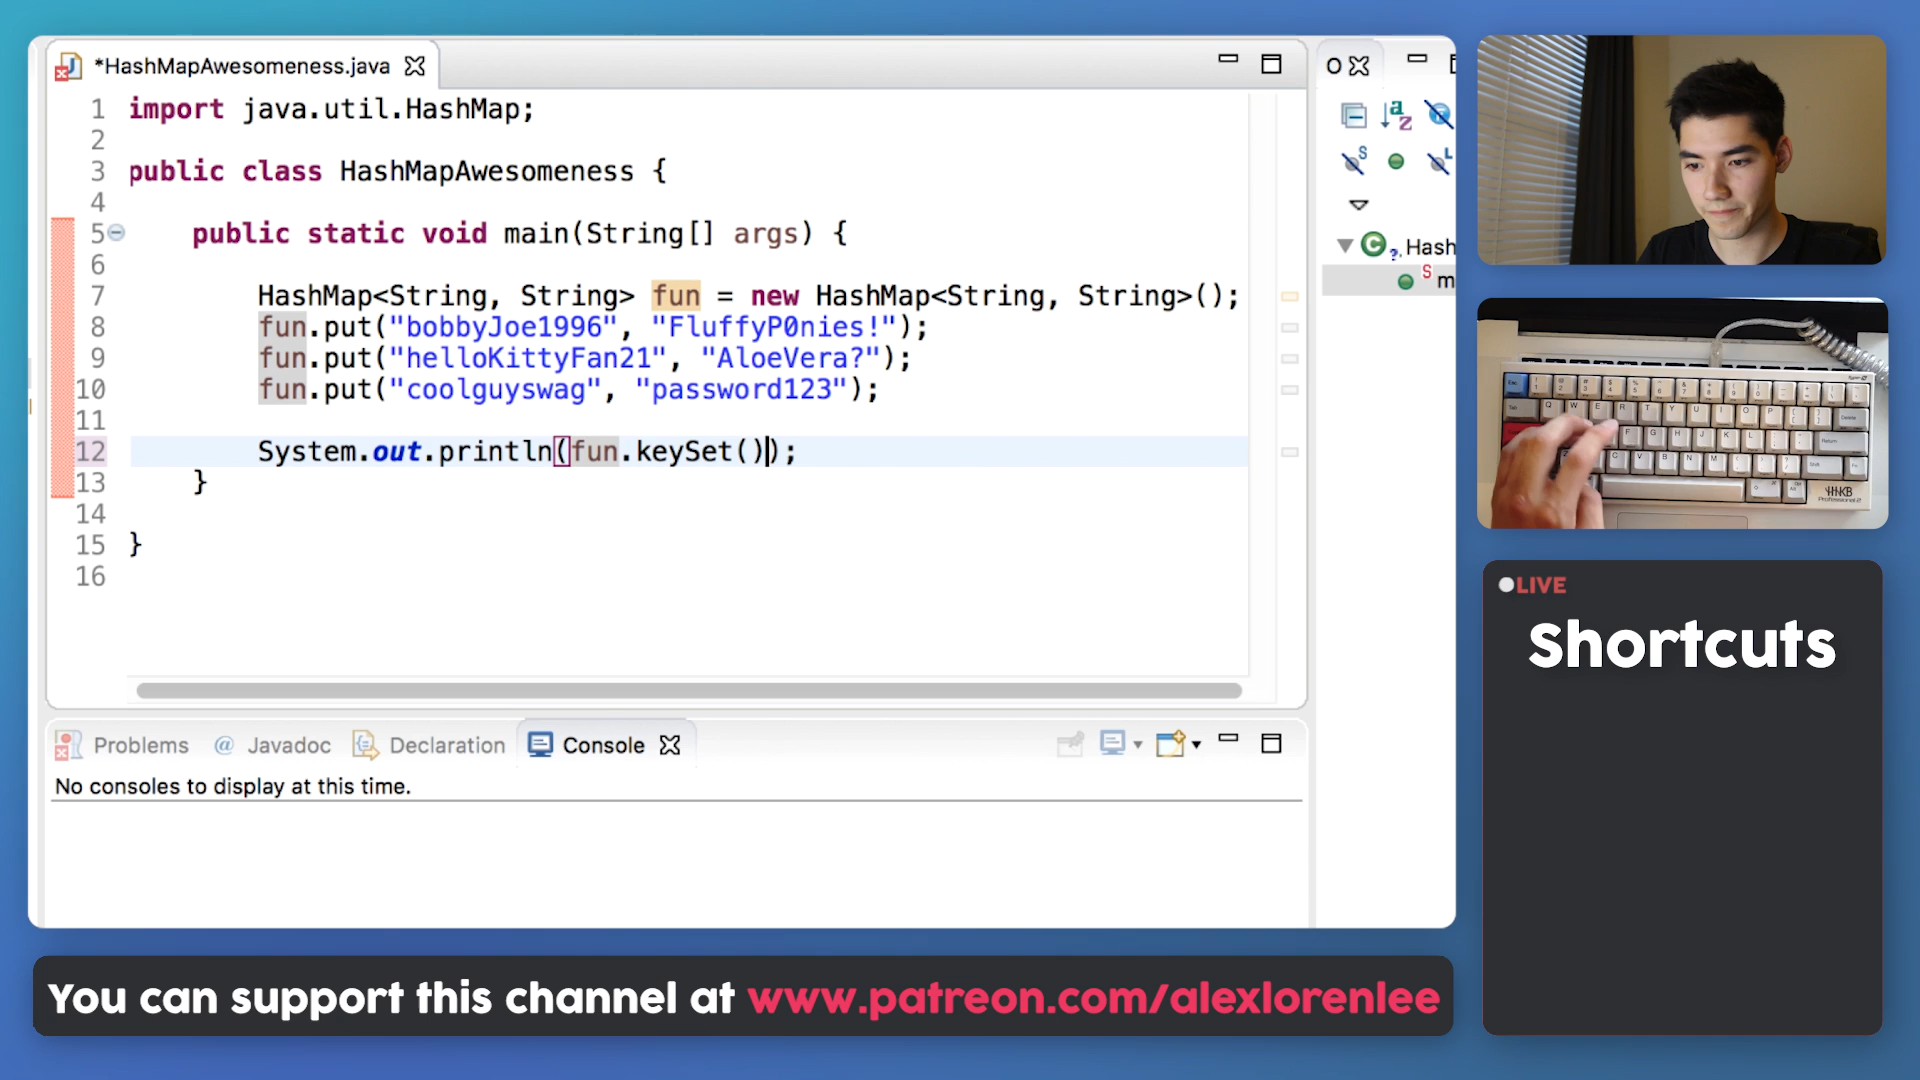 *HashMapAwesomeness.java
1 import java.util.HashMap;
2
3 public class HashMapAwesomeness {
4
5 public static void main(String[] args) {
6
7 HashMap<String, String> fun = new HashMap<String, String>();
8 fun.put("bobbyJoe1996", "FluffyP0nies!");
9 fun.put("helloKittyFan21", "AloeVera?");
10 fun.put("coolguyswag", "password123");
11
12 System.out.println(fun.keySet());
13 }
14
15 }
16
Hash
m
Problems @ Javadoc Declaration Console
No consoles to display at this time.
LIVE
Shortcuts
You can support this channel at www.patreon.com/alexlorenlee
HHKB